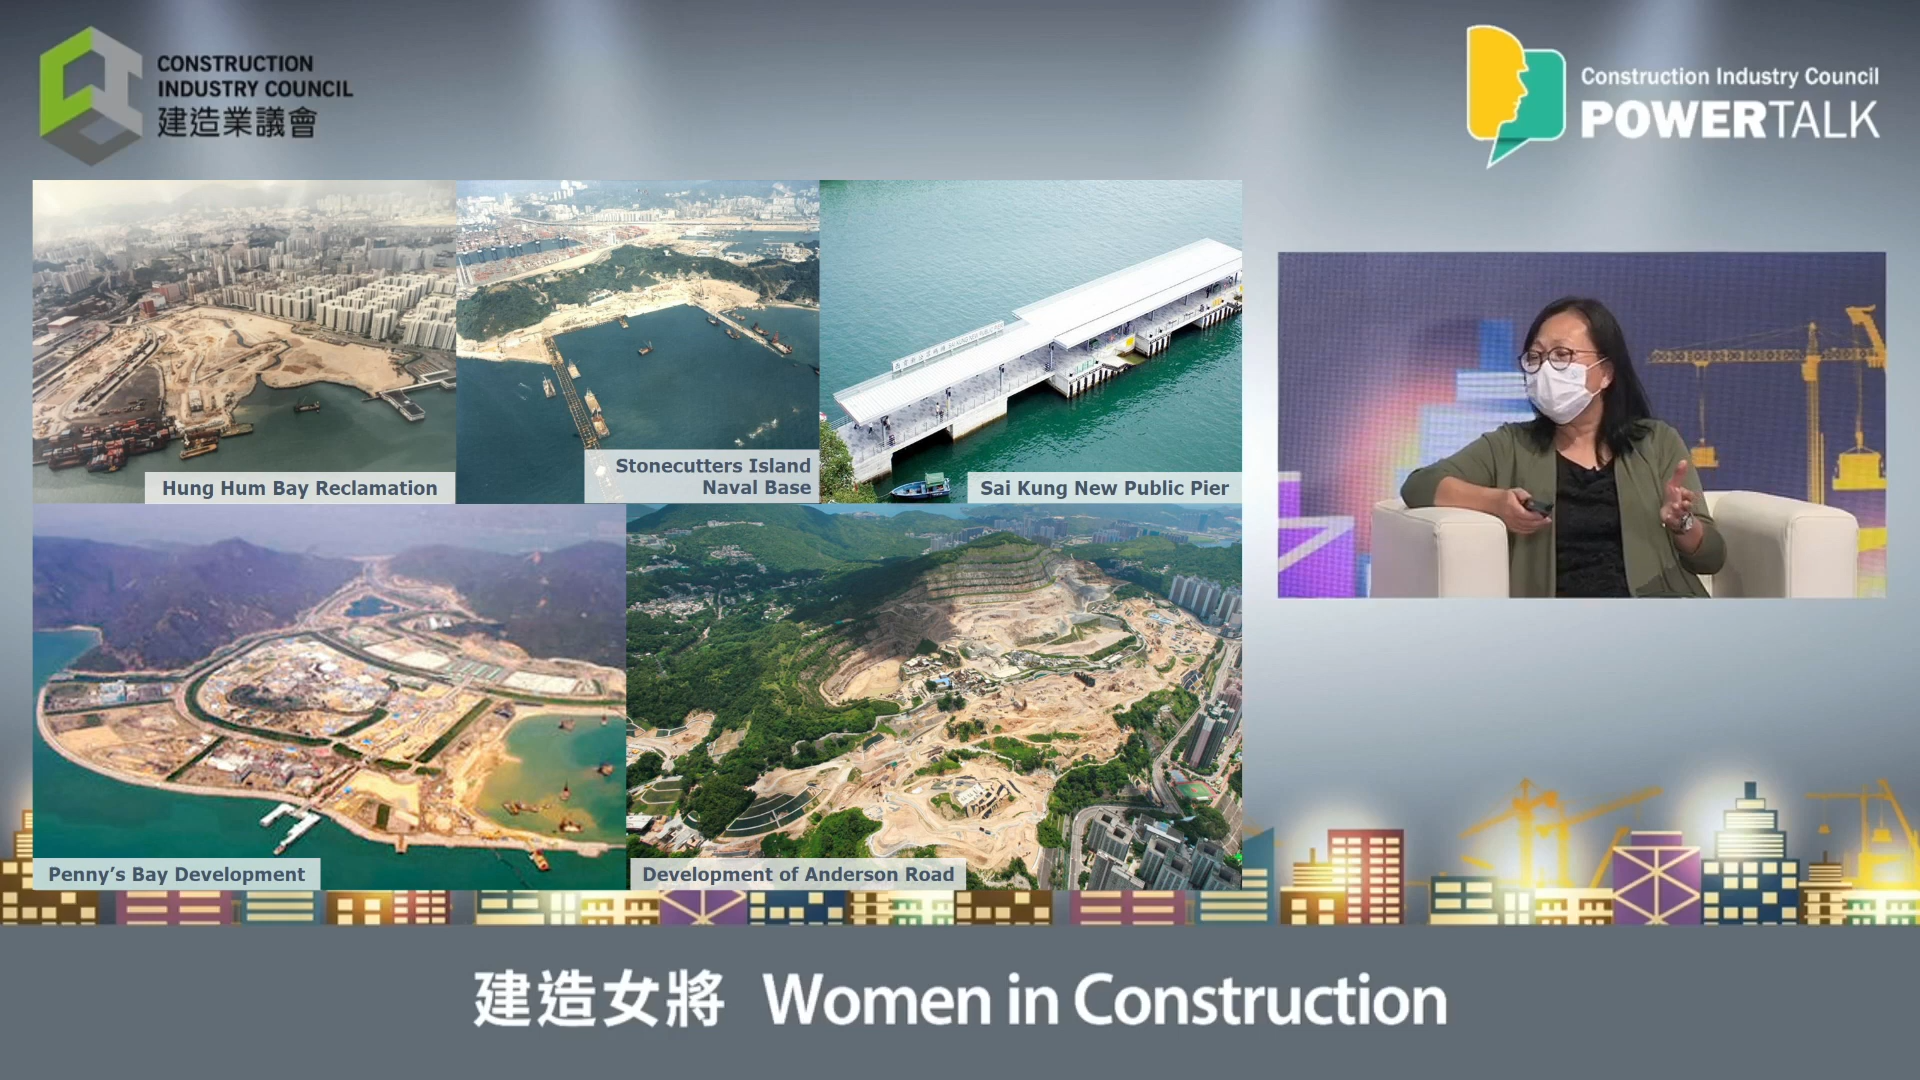 CONSTRUCTION
INDUSTRY COUNCIL
建造業議會
Construction Industry Council
POWERTALK
Hung Hum Bay Reclamation
Stonecutters Island
Naval Base
Sai Kung New Public Pier
Penny's Bay Development
Development of Anderson Road
建造女將 Women in Construction